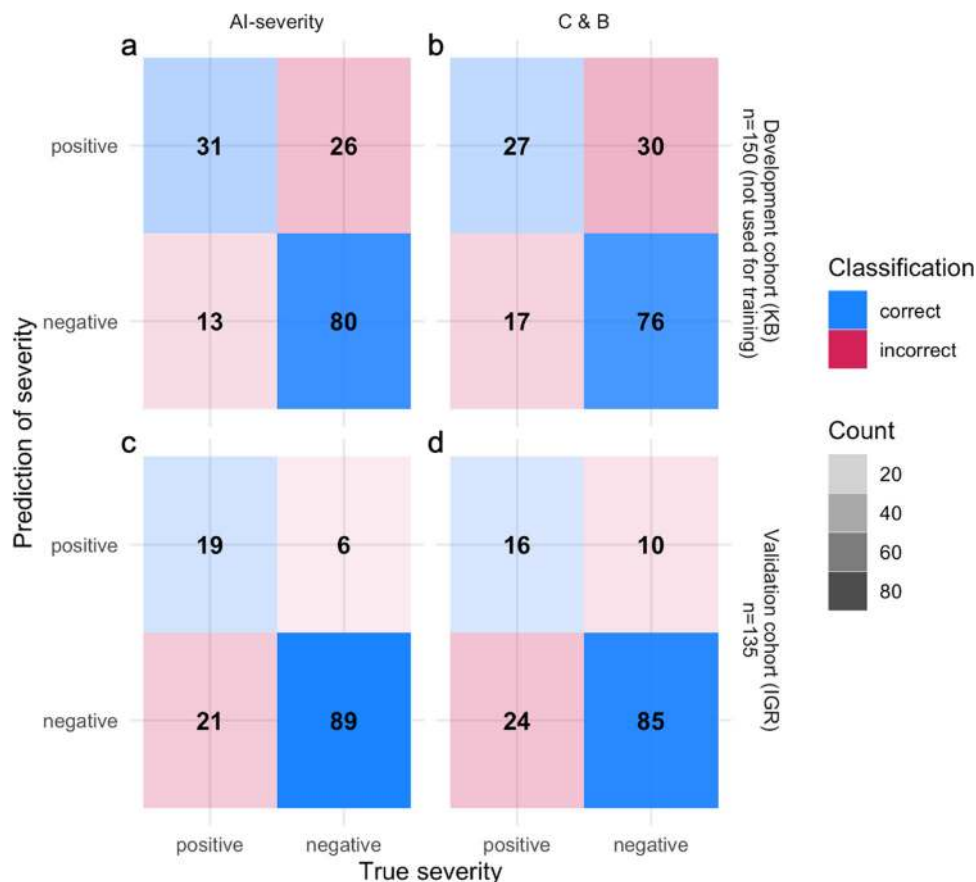 AI-severity
C & B
a
b
positive
31
26
27
30
negative
13
80
17
76
Development cohort (KB)
n=150 (not used for training)
c
d
positive
19
6
16
10
negative
21
89
24
85
Validation cohort (IGR)
n=135
Prediction of severity
positive
negative
positive
negative
True severity
Classification
correct
incorrect
Count
20
40
60
80